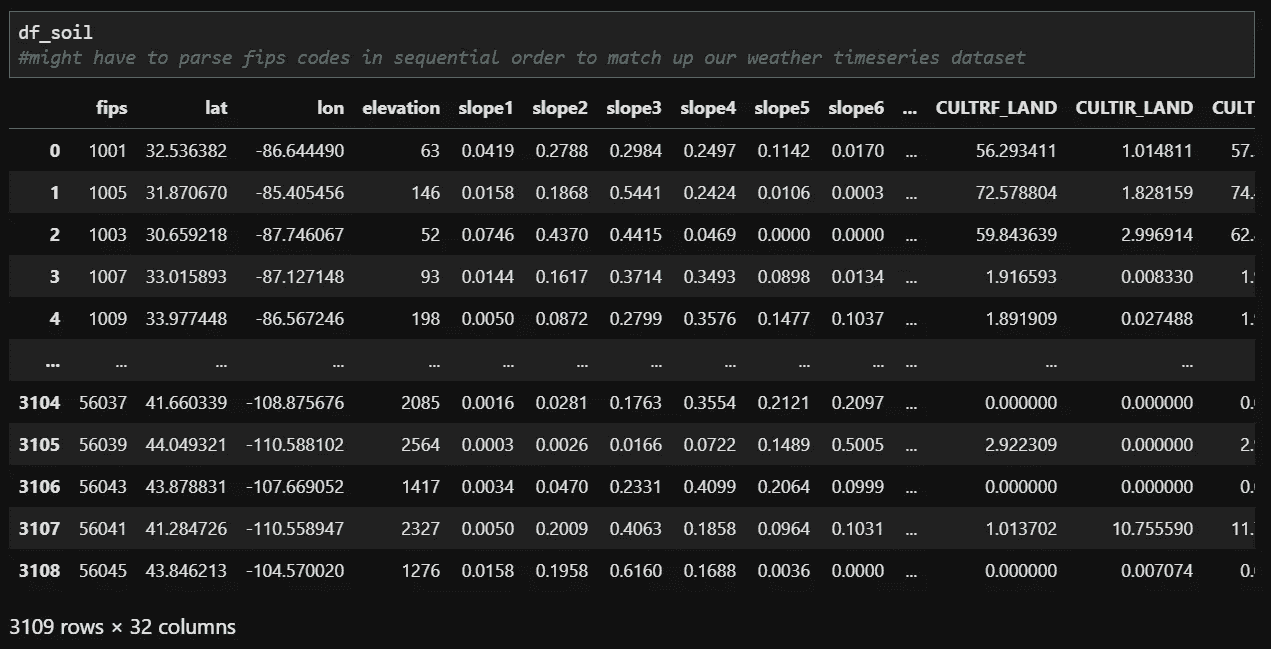 df_soil
#might have to parse fips codes in sequential order to match up our weather timeseries dataset
fips lat lon elevation slope1 slope2 slope3 slope4 slope5 slope6 ... CULTRF_LAND CULTIR_LAND CULT
0 1001 32.536382 -86.644490 63 0.0419 0.2788 0.2984 0.2497 0.1142 0.0170 ... 56.293411 1.014811 57.
1 1005 31.870670 -85.405456 146 0.0158 0.1868 0.5441 0.2424 0.0106 0.0003 ... 72.578804 1.828159 74.
2 1003 30.659218 -87.746067 52 0.0746 0.4370 0.4415 0.0469 0.0000 0.0000 ... 59.843639 2.996914 62.
3 1007 33.015893 -87.127148 93 0.0144 0.1617 0.3714 0.3493 0.0898 0.0134 ... 1.916593 0.008330 1.
4 1009 33.977448 -86.567246 198 0.0050 0.0872 0.2799 0.3576 0.1477 0.1037 ... 1.891909 0.027488 1.
... ... ... ... ... ... ... ... ... ... ... ... ... ...
3104 56037 41.660339 -108.875676 2085 0.0016 0.0281 0.1763 0.3554 0.2121 0.2097 ... 0.000000 0.000000 0.
3105 56039 44.049321 -110.588102 2564 0.0003 0.0026 0.0166 0.0722 0.1489 0.5005 ... 2.922309 0.000000 2.
3106 56043 43.878831 -107.669052 1417 0.0034 0.0470 0.2331 0.4099 0.2064 0.0999 ... 0.000000 0.000000 0.
3107 56041 41.284726 -110.558947 2327 0.0050 0.2009 0.4063 0.1858 0.0964 0.1031 ... 1.013702 10.755590 11.
3108 56045 43.846213 -104.570020 1276 0.0158 0.1958 0.6160 0.1688 0.0036 0.0000 ... 0.000000 0.007074 0.
3109 rows × 32 columns